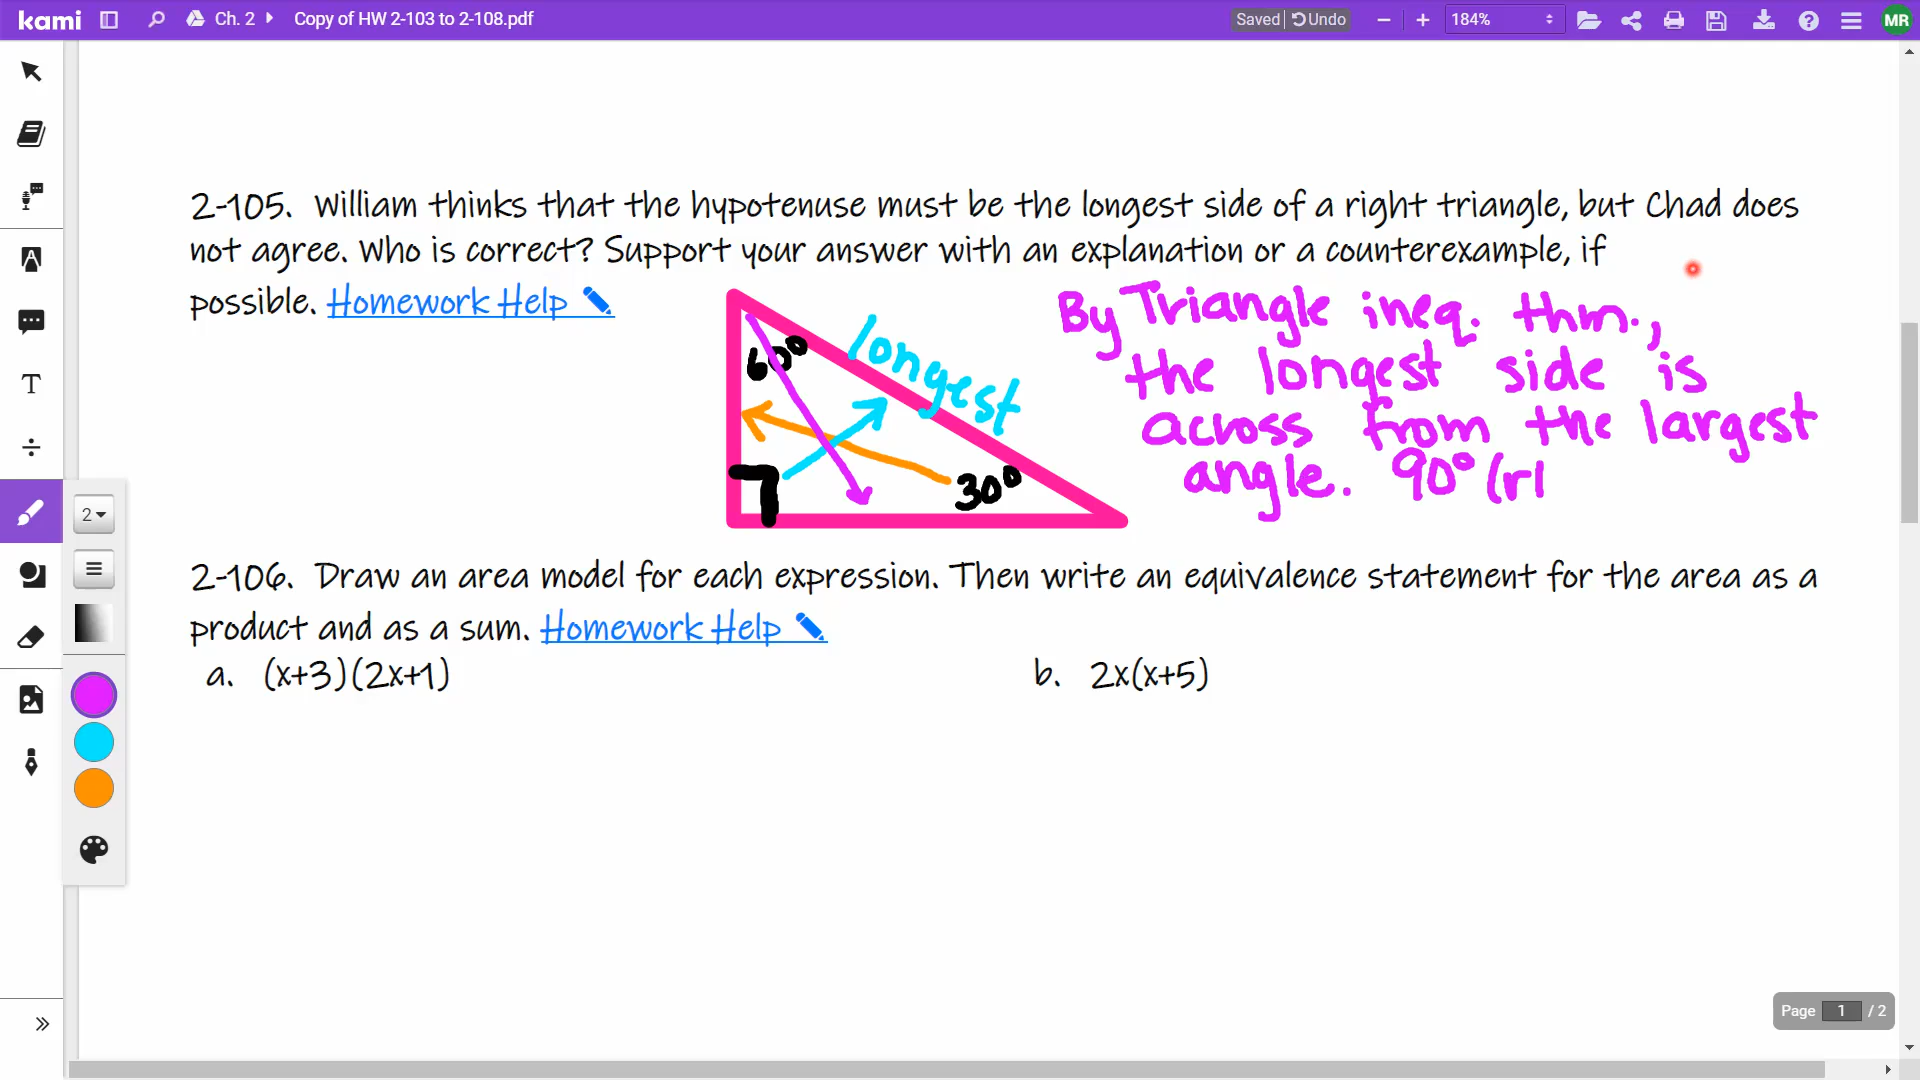 kami Ch. 2 Copy of HW 2-103 to 2-108.pdf Saved Undo 184% MR
2-105. William thinks that the hypotenuse must be the longest side of a right triangle, but Chad does
not agree. Who is correct? Support your answer with an explanation or a counterexample, if
possible. Homework Help
60°
longest
30°
By Triangle ineq. thm.,
the longest side is
across from the largest
angle. 90° (ri
2-106. Draw an area model for each expression. Then write an equivalence statement for the area as a
product and as a sum. Homework Help
a. (x+3)(2x+1)
b. 2x(x+5)
2
Page 1 / 2